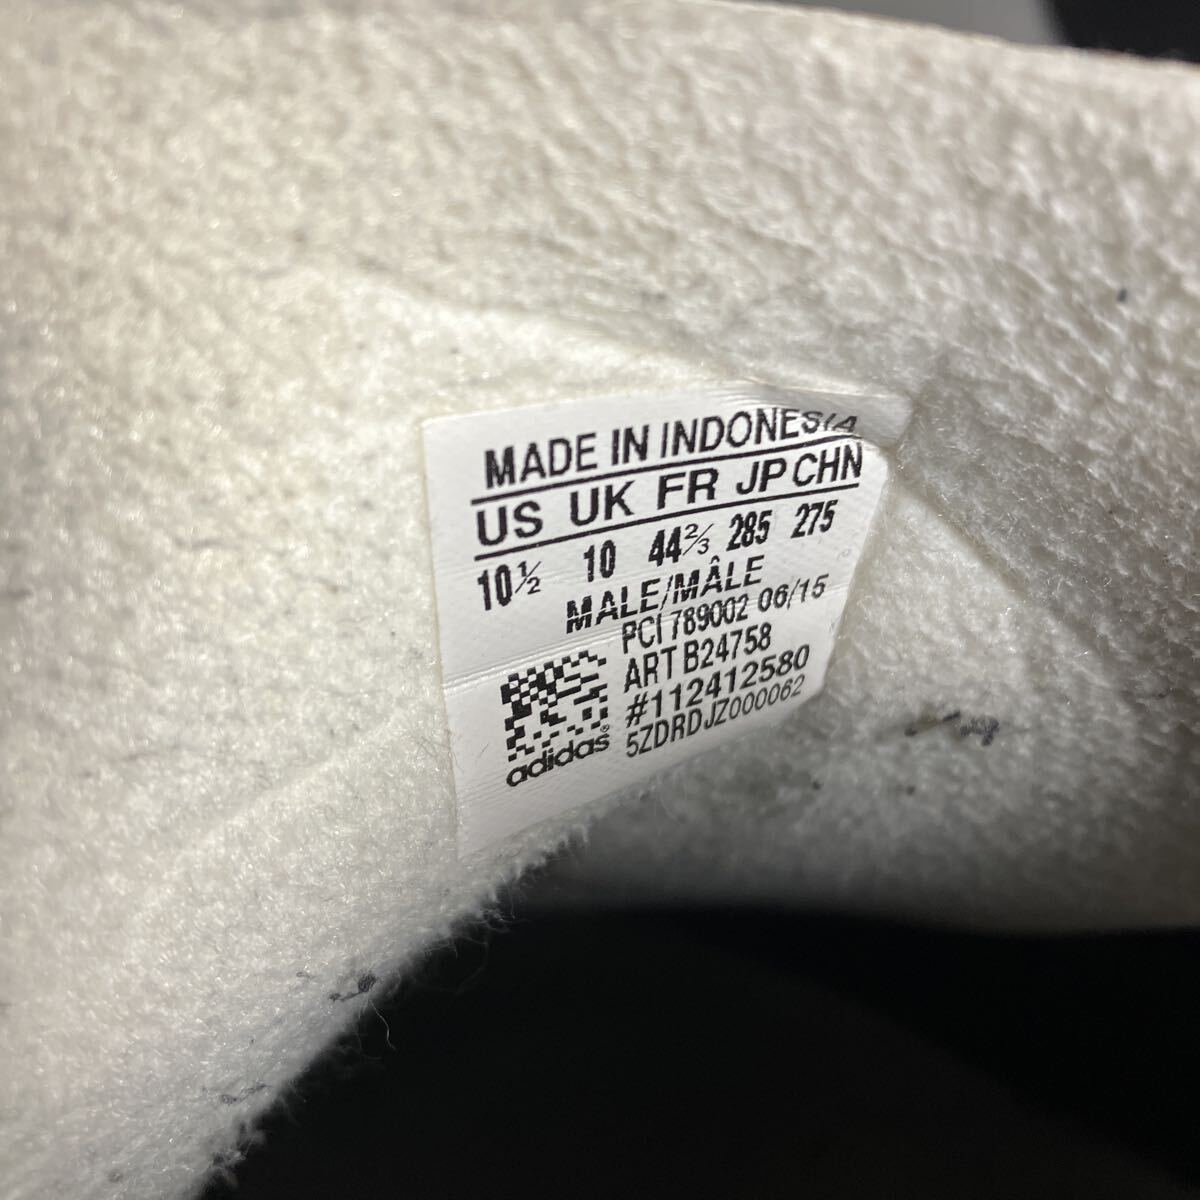 MADE IN INDONESIA
US UK FR JP CHN
10½ 10 44⅔ 285 275
MALE/MÂLE
PCI 789002 06/15
ART B24758
#112412580
5ZDRDJZ000062
adidas®